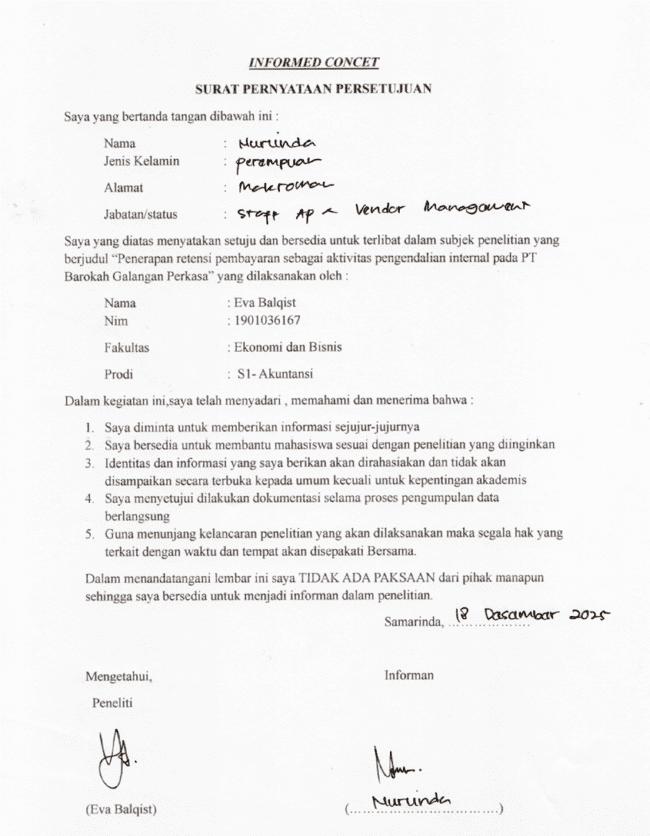 INFORMED CONCET
SURAT PERNYATAAN PERSETUJUAN
Saya yang bertanda tangan dibawah ini :
Nama : Nurlinda
Jenis Kelamin : perempuan
Alamat : Makroman
Jabatan/status : Staff AP & Vendor Management
Saya yang diatas menyatakan setuju dan bersedia untuk terlibat dalam subjek penelitian yang
berjudul “Penerapan retensi pembayaran sebagai aktivitas pengendalian internal pada PT
Barokah Galangan Perkasa” yang dilaksanakan oleh :
Nama : Eva Balqist
Nim : 1901036167
Fakultas : Ekonomi dan Bisnis
Prodi : S1- Akuntansi
Dalam kegiatan ini,saya telah menyadari , memahami dan menerima bahwa :
1. Saya diminta untuk memberikan informasi sejujur-jujurnya
2. Saya bersedia untuk membantu mahasiswa sesuai dengan penelitian yang diinginkan
3. Identitas dan informasi yang saya berikan akan dirahasiakan dan tidak akan
disampaikan secara terbuka kepada umum kecuali untuk kepentingan akademis
4. Saya menyetujui dilakukan dokumentasi selama proses pengumpulan data
berlangsung
5. Guna menunjang kelancaran penelitian yang akan dilaksanakan maka segala hak yang
terkait dengan waktu dan tempat akan disepakati Bersama.
Dalam menandatangani lembar ini saya TIDAK ADA PAKSAAN dari pihak manapun
sehingga saya bersedia untuk menjadi informan dalam penelitian.
Samarinda, 18 Desember 2025
Mengetahui, Informan
Peneliti
(Eva Balqist) (Nurlinda)